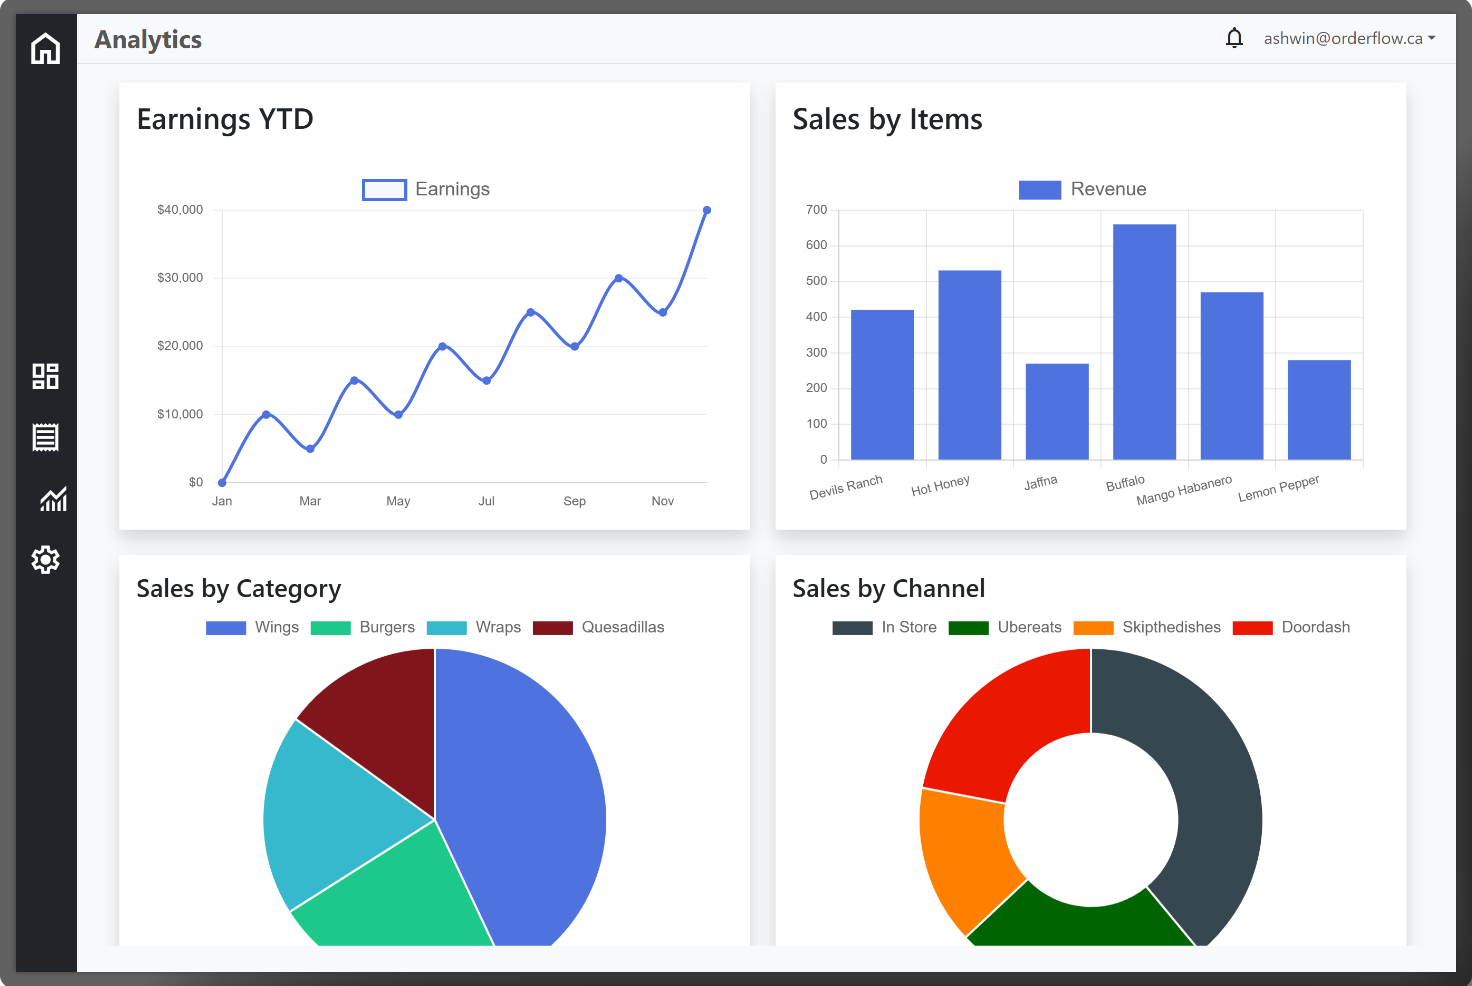 Analytics
ashwin@orderflow.ca
Earnings YTD
Earnings
$40,000
$30,000
$20,000
$10,000
$0
Jan Mar May Jul Sep Nov
Sales by Items
Revenue
700
600
500
400
300
200
100
0
Devils Ranch Hot Honey Jaffna Buffalo Mango Habanero Lemon Pepper
Sales by Category
Wings Burgers Wraps Quesadillas
Sales by Channel
In Store Ubereats Skipthedishes Doordash